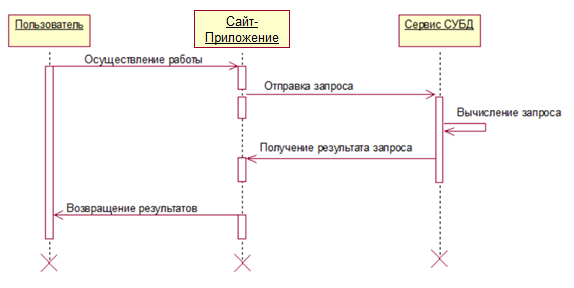 Пользователь
Сайт-
Приложение
Сервис СУБД
Осуществление работы
Отправка запроса
Вычисление запроса
Получение результата запроса
Возвращение результатов